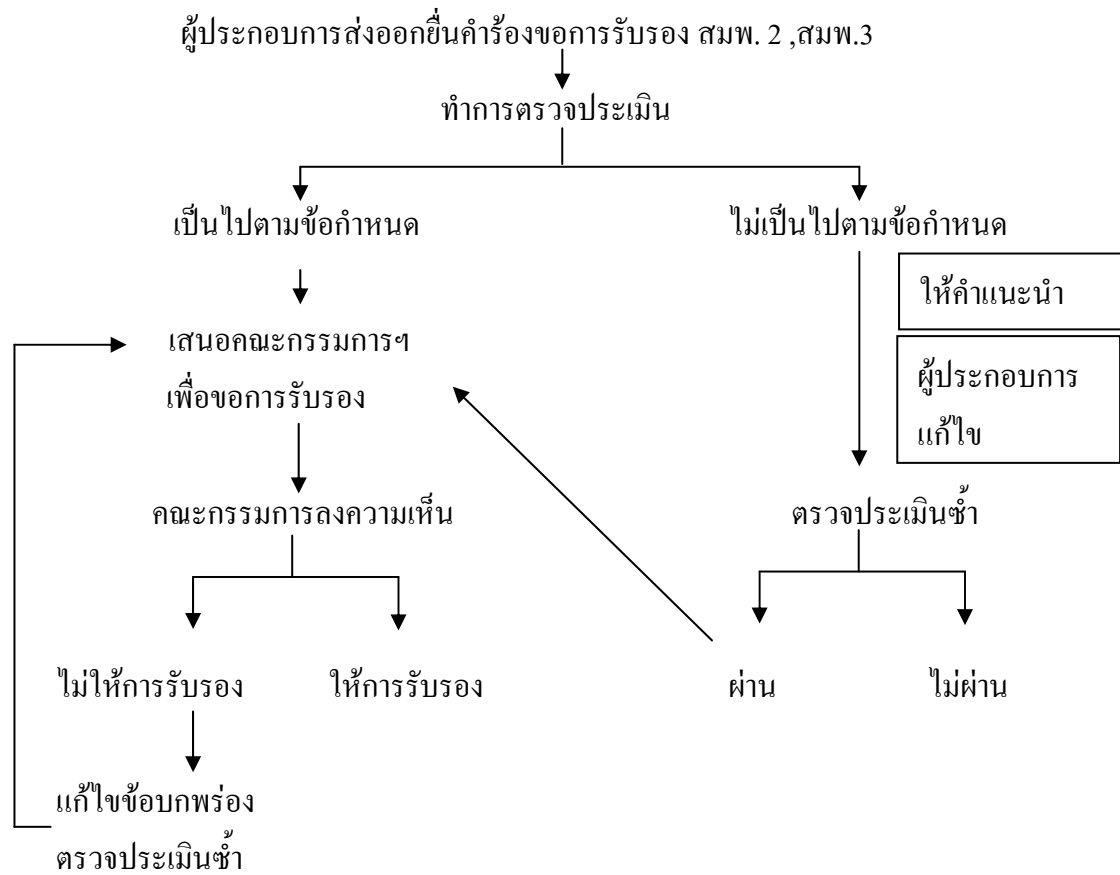 ผู้ประกอบการส่งออกยื่นคำร้องขอการรับรอง สมพ. 2 ,สมพ.3
ทำการตรวจประเมิน
เป็นไปตามข้อกำหนด
ไม่เป็นไปตามข้อกำหนด
ให้คำแนะนำ
เสนอคณะกรรมการฯ
เพื่อขอการรับรอง
ผู้ประกอบการ
แก้ไข
คณะกรรมการลงความเห็น
ตรวจประเมินซ้ำ
ไม่ให้การรับรอง
ให้การรับรอง
ผ่าน
ไม่ผ่าน
แก้ไขข้อบกพร่อง
ตรวจประเมินซ้ำ